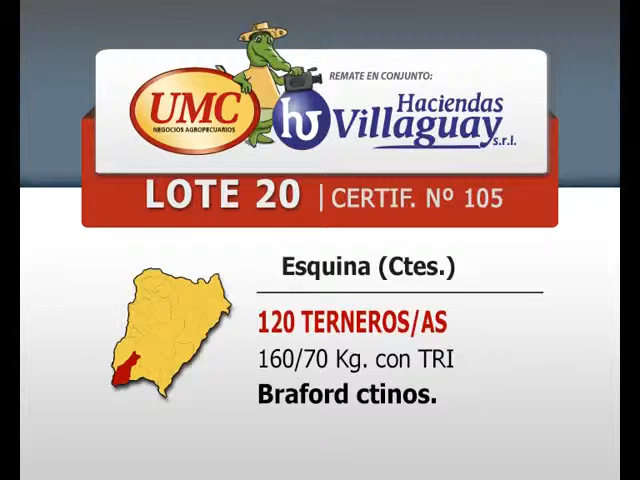 REMATE EN CONJUNTO:
UMC
NEGOCIOS AGROPECUARIOS
hv Haciendas
Villaguay
s.r.l.
LOTE 20 | CERTIF. Nº 105
Esquina (Ctes.)
120 TERNEROS/AS
160/70 Kg. con TRI
Braford ctinos.